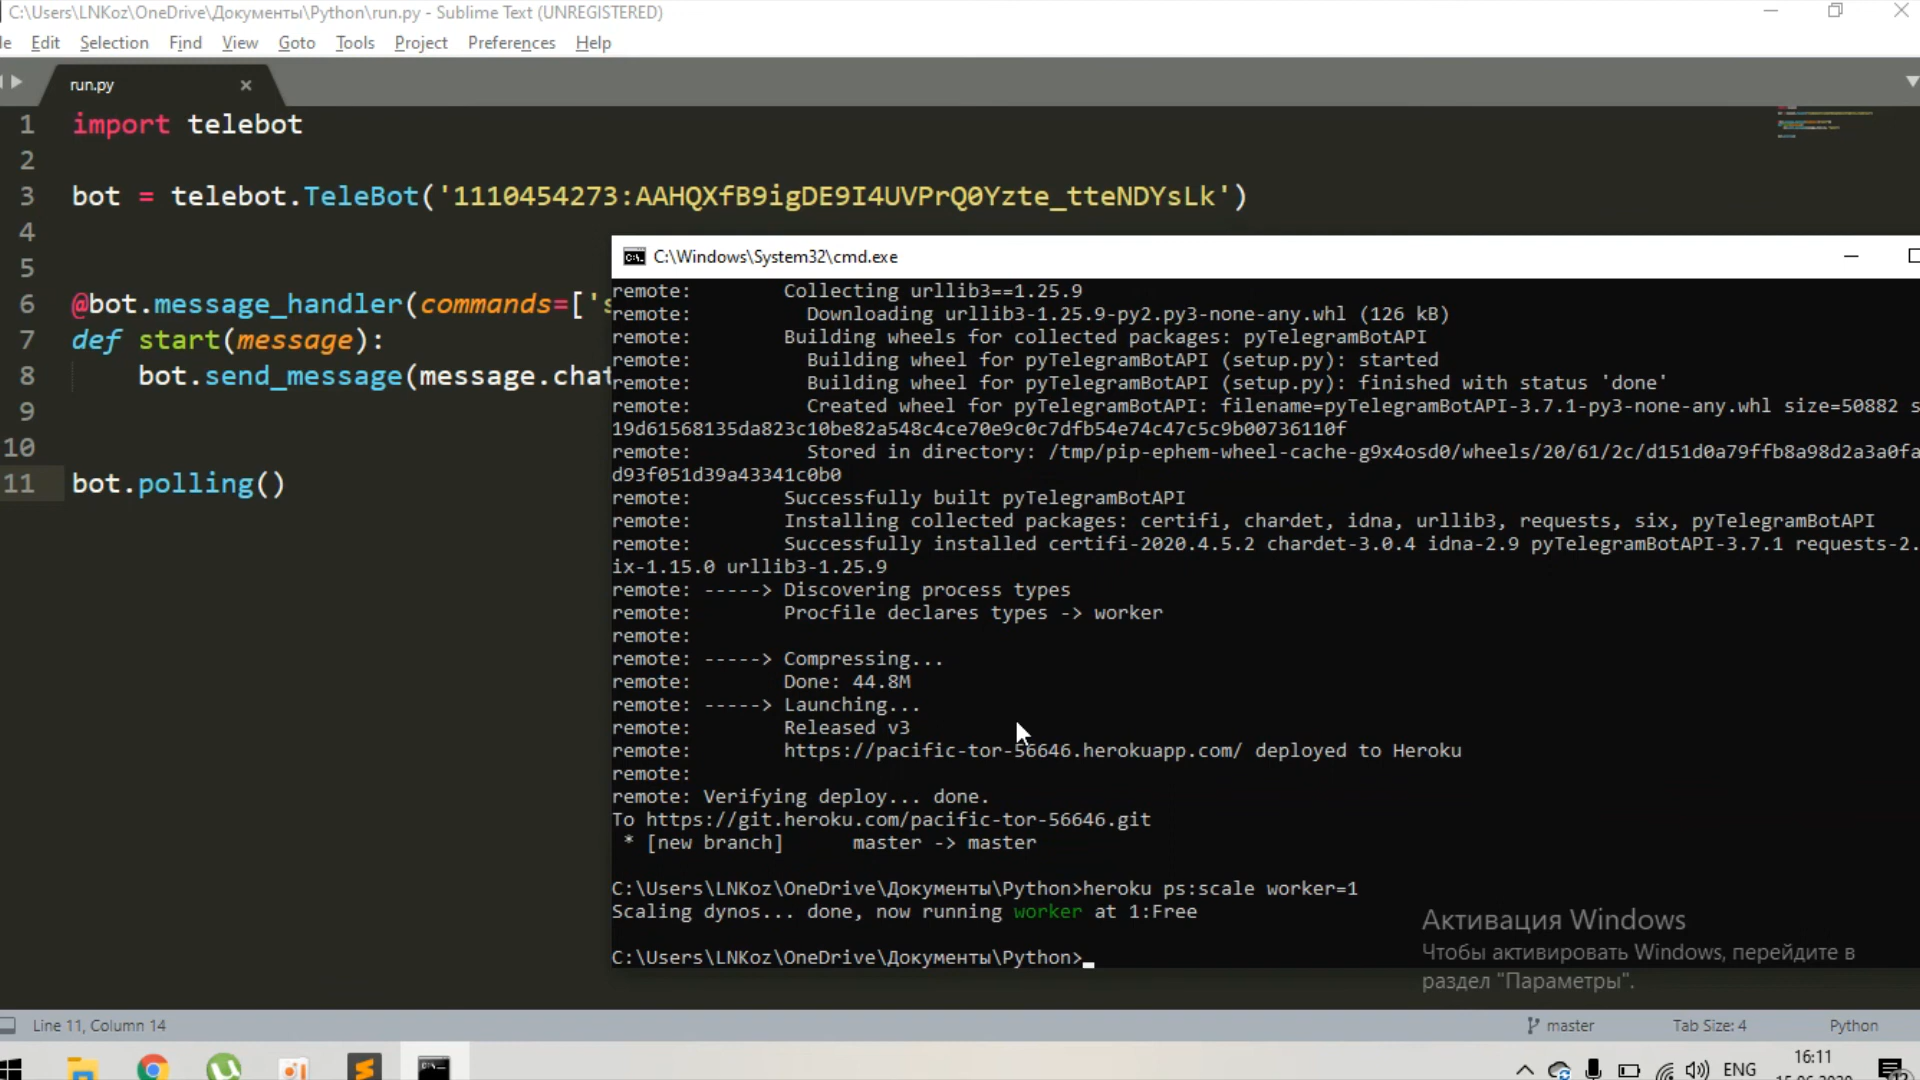 C:\Users\LNKoz\OneDrive\Документы\Python\run.py - Sublime Text (UNREGISTERED)
Edit Selection Find View Goto Tools Project Preferences Help
run.py
1 import telebot
2
3 bot = telebot.TeleBot('1110454273:AAHQXfB9igDE9I4UVPrQ0Yzte_tteNDYsLk')
4
5
6 @bot.message_handler(commands=['s
7 def start(message):
8 bot.send_message(message.chat
9
10
11 bot.polling()
C:\Windows\System32\cmd.exe
remote: Collecting urllib3==1.25.9
remote: Downloading urllib3-1.25.9-py2.py3-none-any.whl (126 kB)
remote: Building wheels for collected packages: pyTelegramBotAPI
remote: Building wheel for pyTelegramBotAPI (setup.py): started
remote: Building wheel for pyTelegramBotAPI (setup.py): finished with status 'done'
remote: Created wheel for pyTelegramBotAPI: filename=pyTelegramBotAPI-3.7.1-py3-none-any.whl size=50882 s
19d61568135da823c10be82a548c4ce70e9c0c7dfb54e74c47c5c9b00736110f
remote: Stored in directory: /tmp/pip-ephem-wheel-cache-g9x4osd0/wheels/20/61/2c/d151d0a79ffb8a98d2a3a0fa
d93f051d39a43341c0b0
remote: Successfully built pyTelegramBotAPI
remote: Installing collected packages: certifi, chardet, idna, urllib3, requests, six, pyTelegramBotAPI
remote: Successfully installed certifi-2020.4.5.2 chardet-3.0.4 idna-2.9 pyTelegramBotAPI-3.7.1 requests-2.
ix-1.15.0 urllib3-1.25.9
remote: -----> Discovering process types
remote: Procfile declares types -> worker
remote:
remote: -----> Compressing...
remote: Done: 44.8M
remote: -----> Launching...
remote: Released v3
remote: https://pacific-tor-56646.herokuapp.com/ deployed to Heroku
remote:
remote: Verifying deploy... done.
To https://git.heroku.com/pacific-tor-56646.git
* [new branch] master -> master
C:\Users\LNKoz\OneDrive\Документы\Python>heroku ps:scale worker=1
Scaling dynos... done, now running worker at 1:Free
C:\Users\LNKoz\OneDrive\Документы\Python>
Активация Windows
Чтобы активировать Windows, перейдите в
раздел "Параметры".
Line 11, Column 14 master Tab Size: 4 Python
ENG
16:11